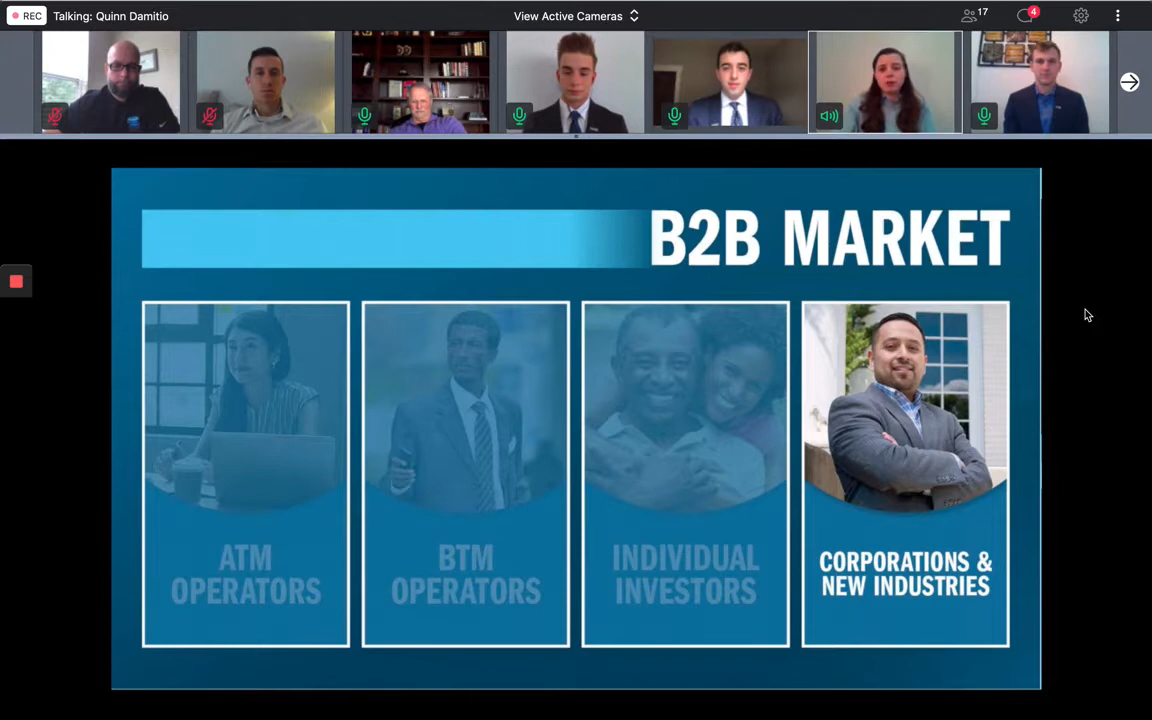 REC
Talking: Quinn Damitio
View Active Cameras
17
4
B2B MARKET
ATM
OPERATORS
BTM
OPERATORS
INDIVIDUAL
INVESTORS
CORPORATIONS &
NEW INDUSTRIES